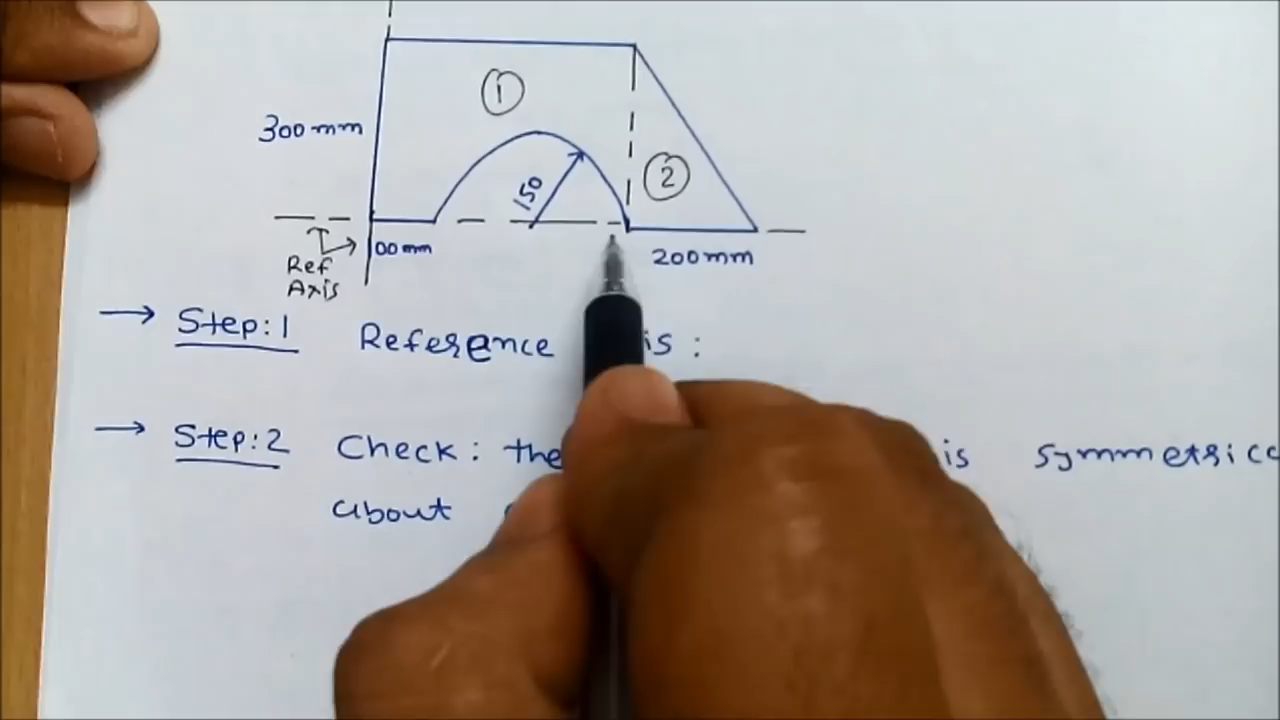 ①
300 mm
②
150
Ref
Axis
00 mm
200 mm
→ Step:1 Reference is :
→ Step:2 Check : the is symmetric
about